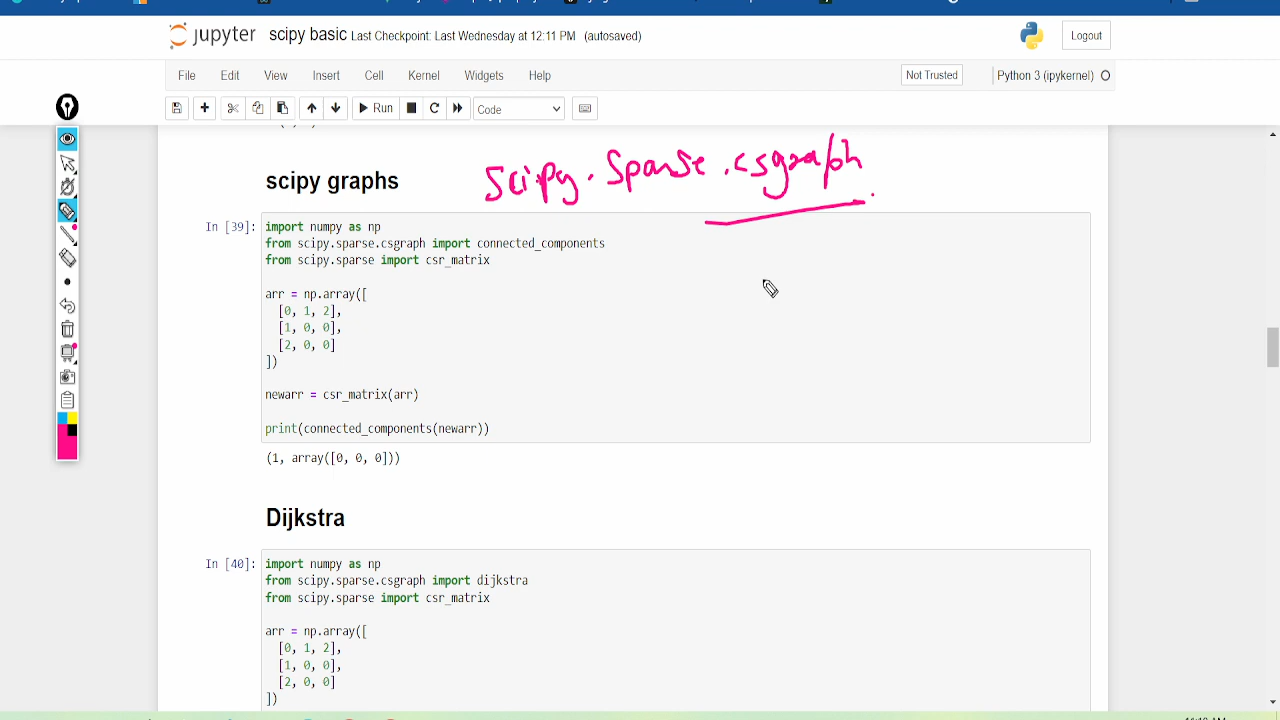 jupyter scipy basic Last Checkpoint: Last Wednesday at 12:11 PM (autosaved) Logout
File Edit View Insert Cell Kernel Widgets Help Not Trusted Python 3 (ipykernel)
Run Code
scipy graphs
Scipy.Sparse.csgraph
In [39]:
import numpy as np
from scipy.sparse.csgraph import connected_components
from scipy.sparse import csr_matrix
arr = np.array([
[0, 1, 2],
[1, 0, 0],
[2, 0, 0]
])
newarr = csr_matrix(arr)
print(connected_components(newarr))
(1, array([0, 0, 0]))
Dijkstra
In [40]:
import numpy as np
from scipy.sparse.csgraph import dijkstra
from scipy.sparse import csr_matrix
arr = np.array([
[0, 1, 2],
[1, 0, 0],
[2, 0, 0]
])